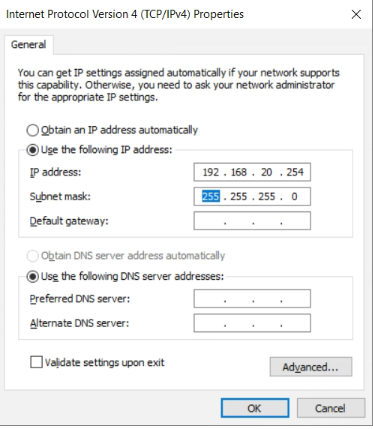 Internet Protocol Version 4 (TCP/IPv4) Properties
General
You can get IP settings assigned automatically if your network supports
this capability. Otherwise, you need to ask your network administrator
for the appropriate IP settings.
Obtain an IP address automatically
Use the following IP address:
IP address: 192 . 168 . 20 . 254
Subnet mask: 255 . 255 . 255 . 0
Default gateway: . . .
Obtain DNS server address automatically
Use the following DNS server addresses:
Preferred DNS server: . . .
Alternate DNS server: . . .
Validate settings upon exit
Advanced...
OK Cancel